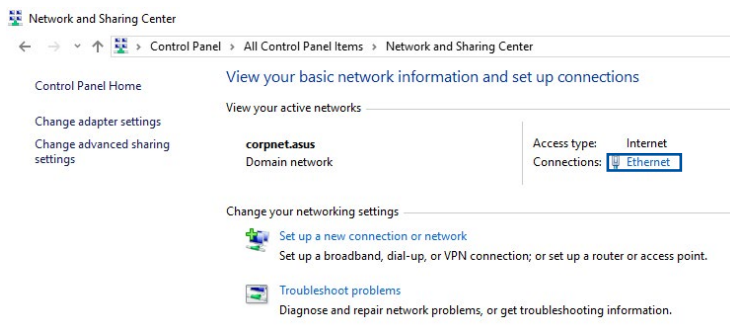 Network and Sharing Center
Control Panel > All Control Panel Items > Network and Sharing Center
Control Panel Home
Change adapter settings
Change advanced sharing
settings
View your basic network information and set up connections
View your active networks
corpnet.asus
Domain network
Access type: Internet
Connections: Ethernet
Change your networking settings
Set up a new connection or network
Set up a broadband, dial-up, or VPN connection; or set up a router or access point.
Troubleshoot problems
Diagnose and repair network problems, or get troubleshooting information.